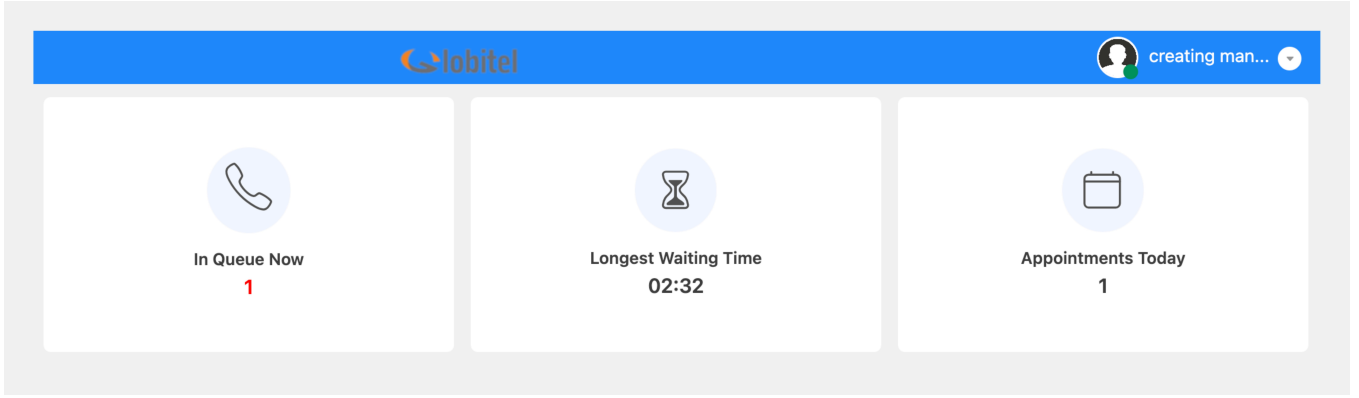 Globitel
creating man...
In Queue Now
1
Longest Waiting Time
02:32
Appointments Today
1